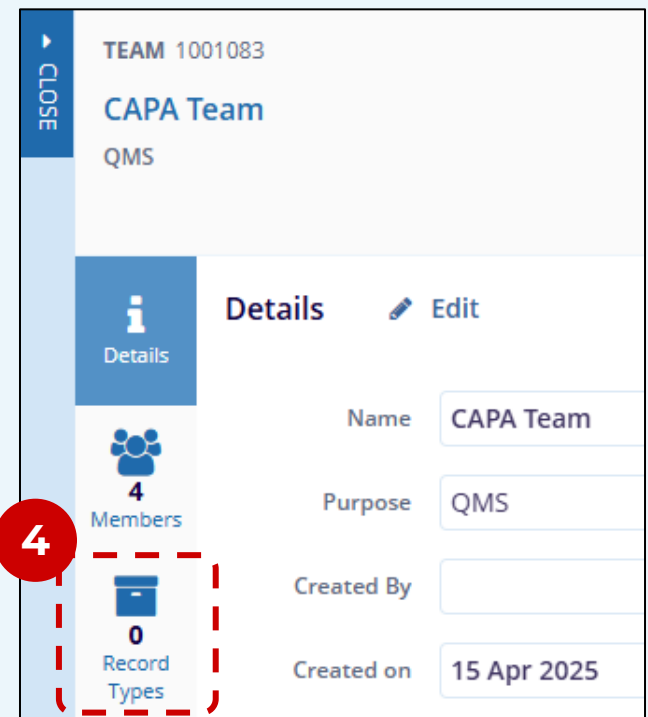 CLOSE
TEAM 1001083
CAPA Team
QMS
Details
Details
Edit
Name
CAPA Team
4
Members
Purpose
QMS
4
Created By
0
Record
Types
Created on
15 Apr 2025